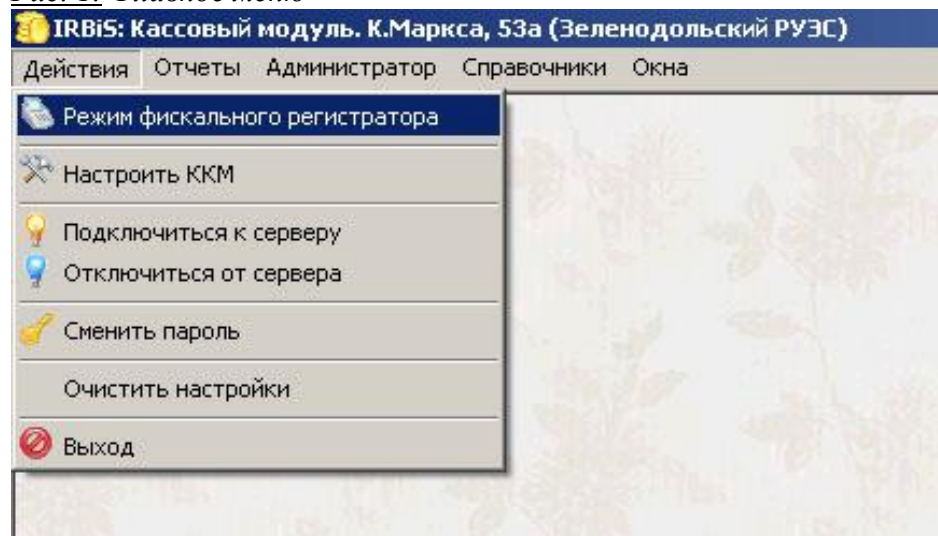 IRBiS: Кассовый модуль. К.Маркса, 53а (Зеленодольский РУЭС)
Действия Отчеты Администратор Справочники Окна
Режим фискального регистратора
Настроить ККМ
Подключиться к серверу
Отключиться от сервера
Сменить пароль
Очистить настройки
Выход